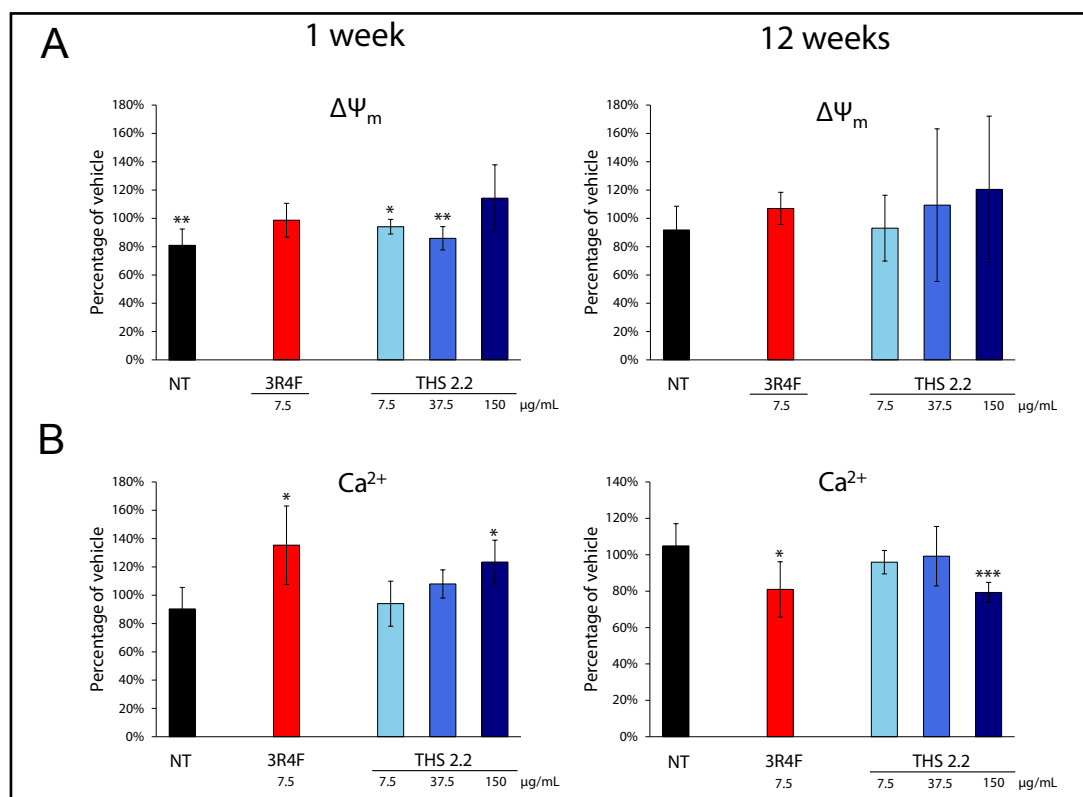 A
1 week
12 weeks
ΔΨm
ΔΨm
Percentage of vehicle
180%
160%
140%
120%
100%
80%
60%
40%
20%
0%
**
*
**
NT
3R4F
THS 2.2
7.5
7.5 37.5 150 μg/mL
Percentage of vehicle
180%
160%
140%
120%
100%
80%
60%
40%
20%
0%
NT
3R4F
THS 2.2
7.5
7.5 37.5 150 μg/mL
B
Ca2+
Ca2+
Percentage of vehicle
180%
160%
140%
120%
100%
80%
60%
40%
20%
0%
*
*
NT
3R4F
THS 2.2
7.5
7.5 37.5 150 μg/mL
Percentage of vehicle
140%
120%
100%
80%
60%
40%
20%
0%
*
***
NT
3R4F
THS 2.2
7.5
7.5 37.5 150 μg/mL